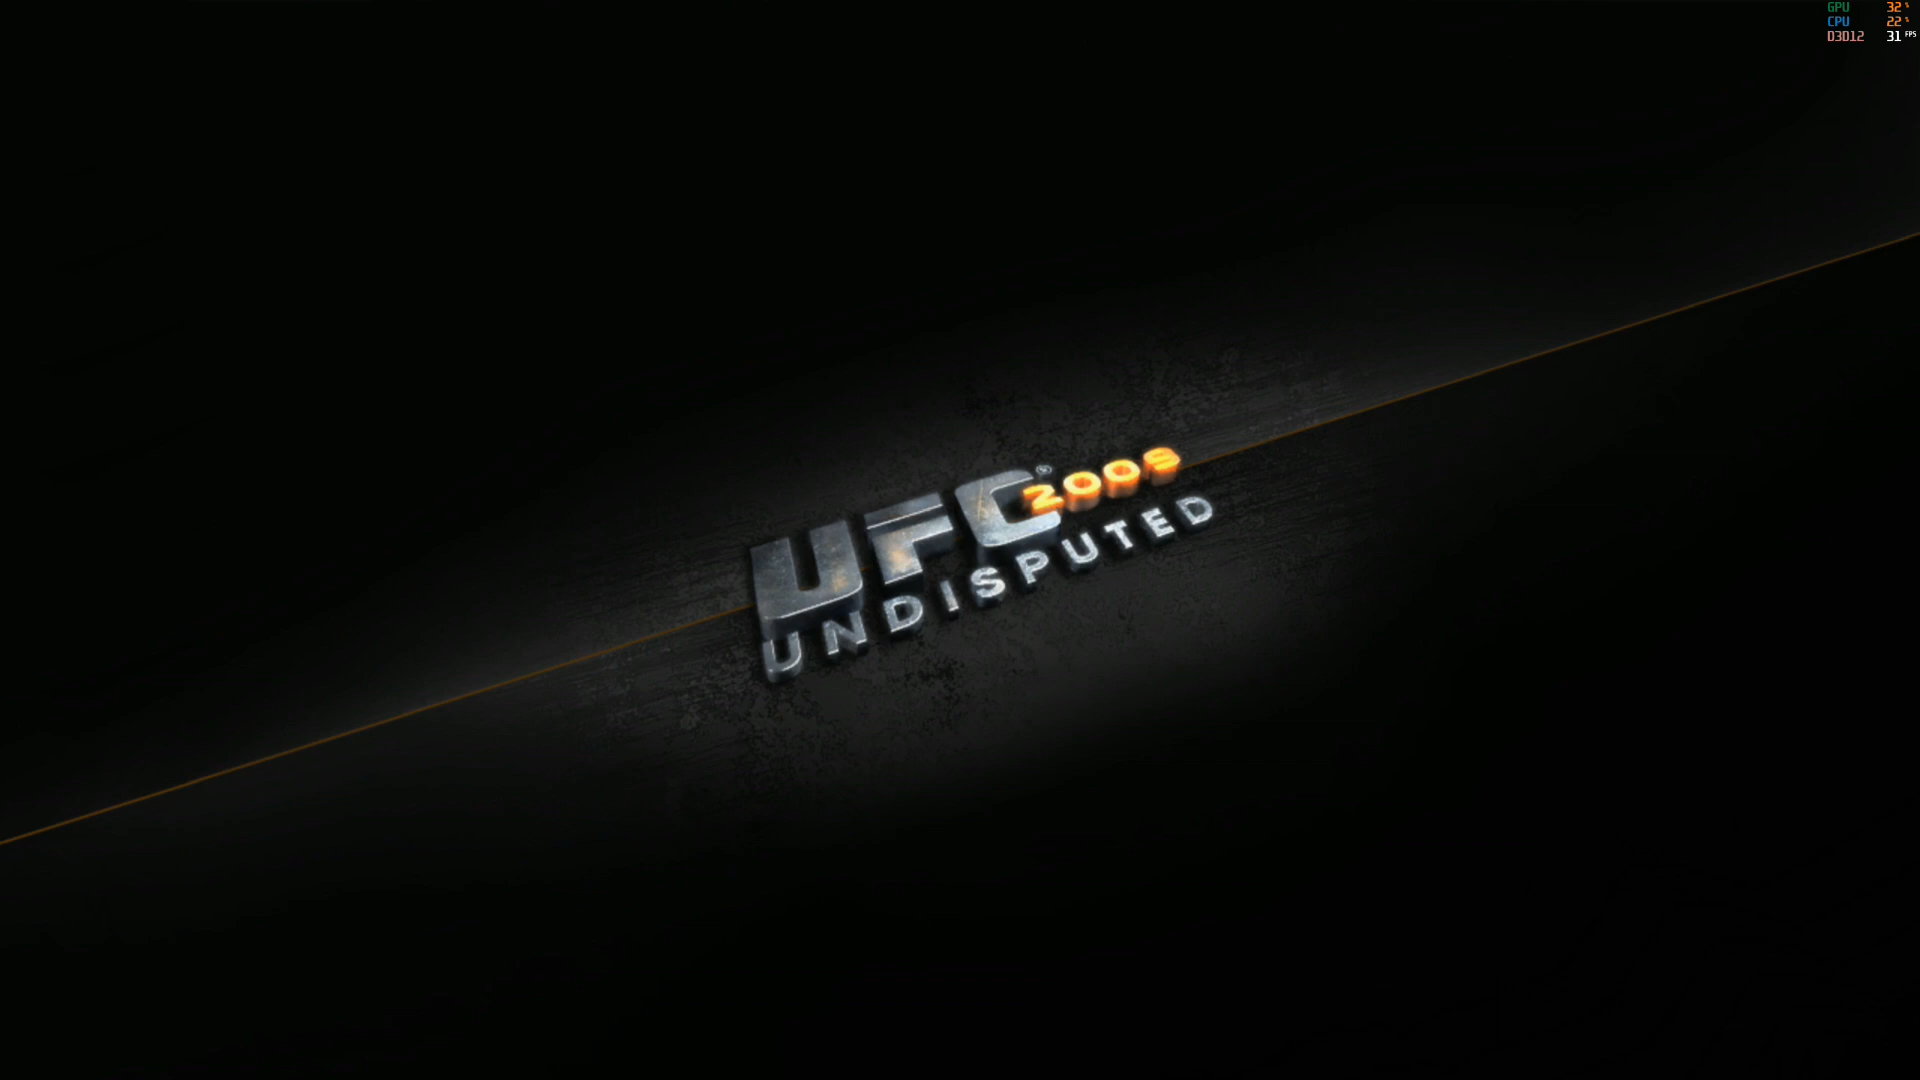 GPU 32 %
CPU 22 %
D3D12 31 FPS
UFC® 2009
UNDISPUTED